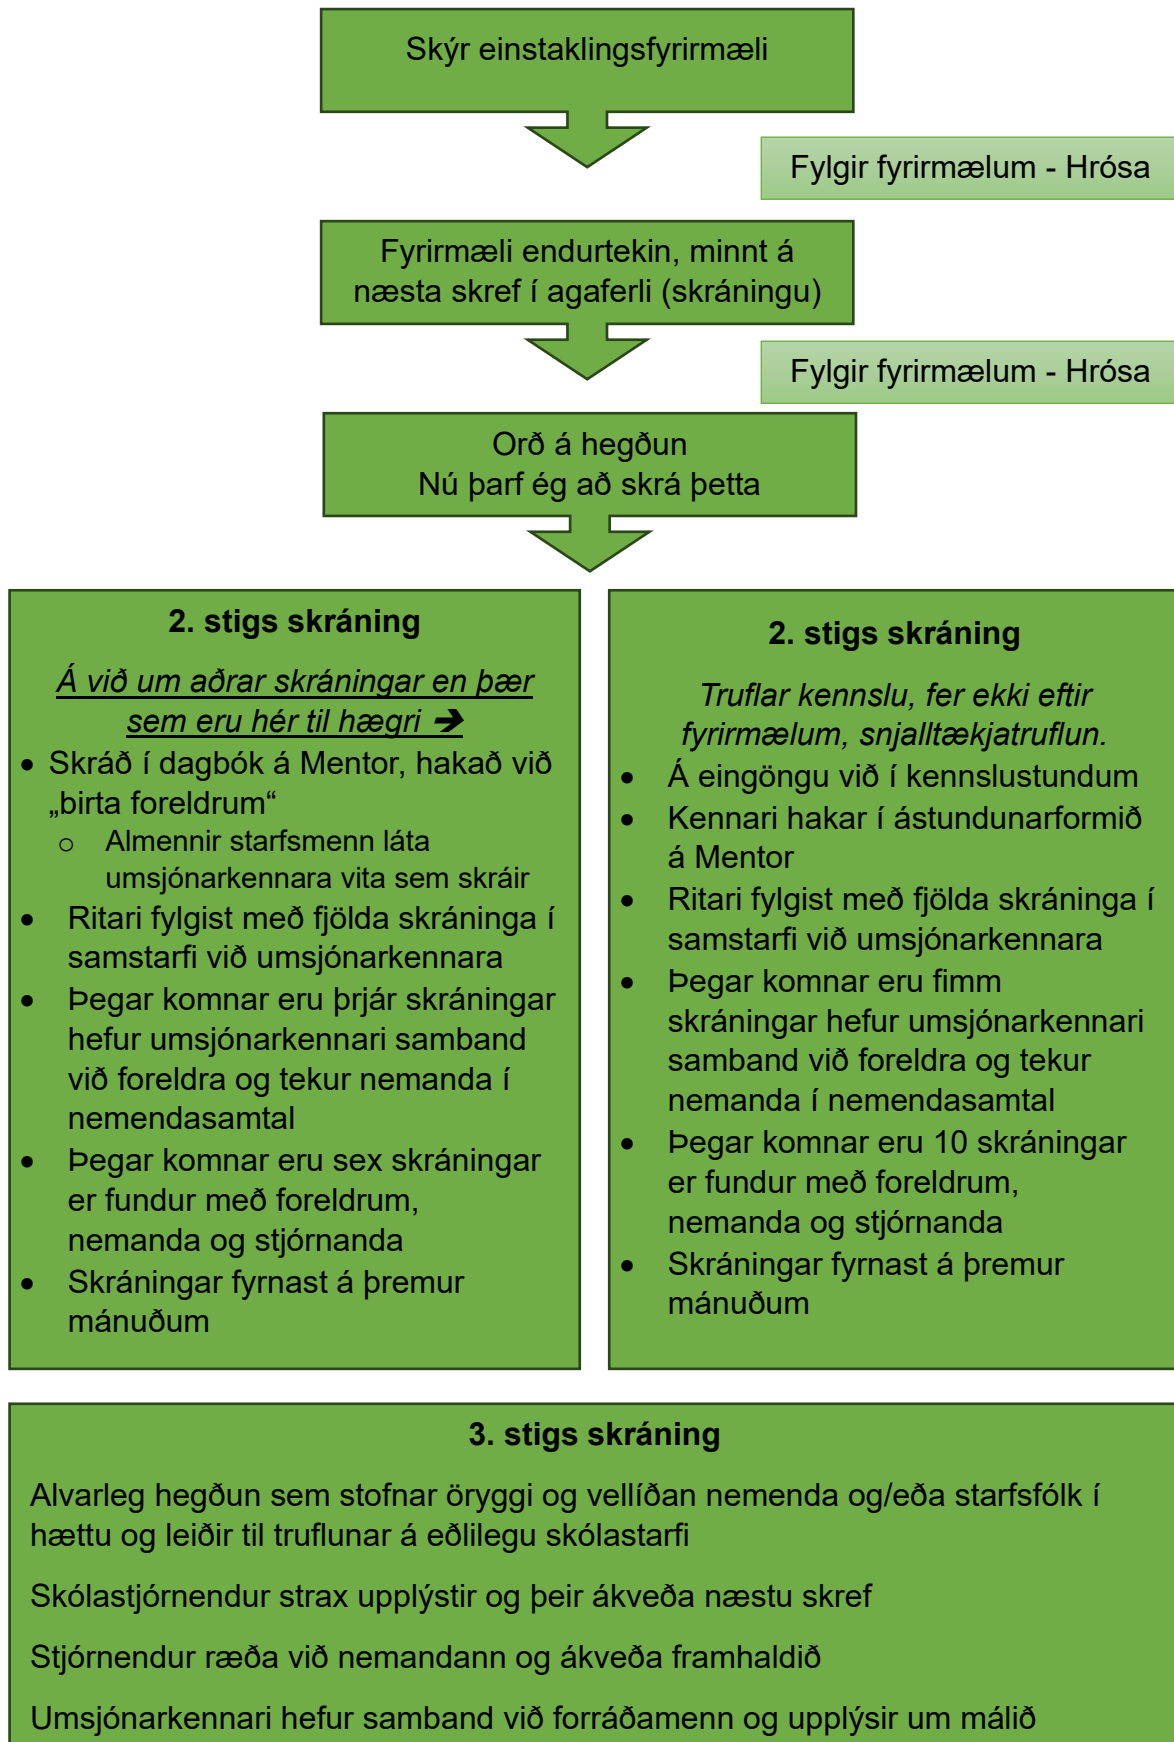 Skýr einstaklingsfyrirmæli
Fylgir fyrirmælum - Hrósa
Fyrirmæli endurtekin, minnt á
næsta skref í agaferli (skráningu)
Fylgir fyrirmælum - Hrósa
Orð á hegðun
Nú þarf ég að skrá þetta
2. stigs skráning
Á við um aðrar skráningar en þær
sem eru hér til hægri ➔
• Skráð í dagbók á Mentor, hakað við
„birta foreldrum“
o Almennir starfsmenn láta
umsjónarkennara vita sem skráir
• Ritari fylgist með fjölda skráninga í
samstarfi við umsjónarkennara
• Þegar komnar eru þrjár skráningar
hefur umsjónarkennari samband
við foreldra og tekur nemanda í
nemendasamtal
• Þegar komnar eru sex skráningar
er fundur með foreldrum,
nemanda og stjórnanda
• Skráningar fyrnast á þremur
mánuðum
2. stigs skráning
Truflar kennslu, fer ekki eftir
fyrirmælum, snjalltækjatruflun.
• Á eingöngu við í kennslustundum
• Kennari hakar í ástundunarformið
á Mentor
• Ritari fylgist með fjölda skráninga í
samstarfi við umsjónarkennara
• Þegar komnar eru fimm
skráningar hefur umsjónarkennari
samband við foreldra og tekur
nemanda í nemendasamtal
• Þegar komnar eru 10 skráningar
er fundur með foreldrum,
nemanda og stjórnanda
• Skráningar fyrnast á þremur
mánuðum
3. stigs skráning
Alvarleg hegðun sem stofnar öryggi og vellíðan nemenda og/eða starfsfólk í
hættu og leiðir til truflunar á eðlilegu skólastarfi
Skólastjórnendur strax upplýstir og þeir ákveða næstu skref
Stjórnendur ræða við nemandann og ákveða framhaldið
Umsjónarkennari hefur samband við forráðamenn og upplýsir um málið